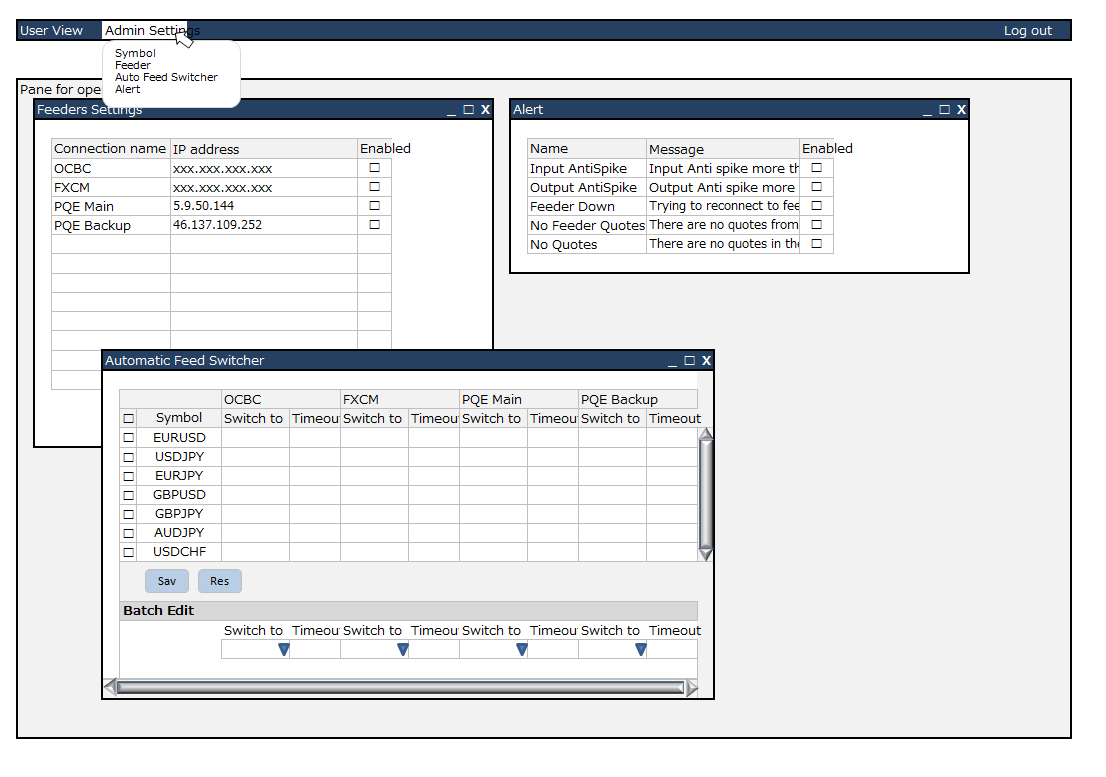 User View Admin Settings Log out
Symbol
Feeder
Auto Feed Switcher
Alert
Pane for ope
Feeders Settings _ □ X
Connection name IP address Enabled
OCBC xxx.xxx.xxx.xxx
FXCM xxx.xxx.xxx.xxx
PQE Main 5.9.50.144
PQE Backup 46.137.109.252
Alert _ □ X
Name Message Enabled
Input AntiSpike Input Anti spike more th
Output AntiSpike Output Anti spike more
Feeder Down Trying to reconnect to fee
No Feeder Quotes There are no quotes from
No Quotes There are no quotes in the
Automatic Feed Switcher _ □ X
OCBC FXCM PQE Main PQE Backup
Symbol Switch to Timeou Switch to Timeou Switch to Timeou Switch to Timeout
EURUSD
USDJPY
EURJPY
GBPUSD
GBPJPY
AUDJPY
USDCHF
Sav Res
Batch Edit
Switch to Timeou Switch to Timeou Switch to Timeou Switch to Timeout